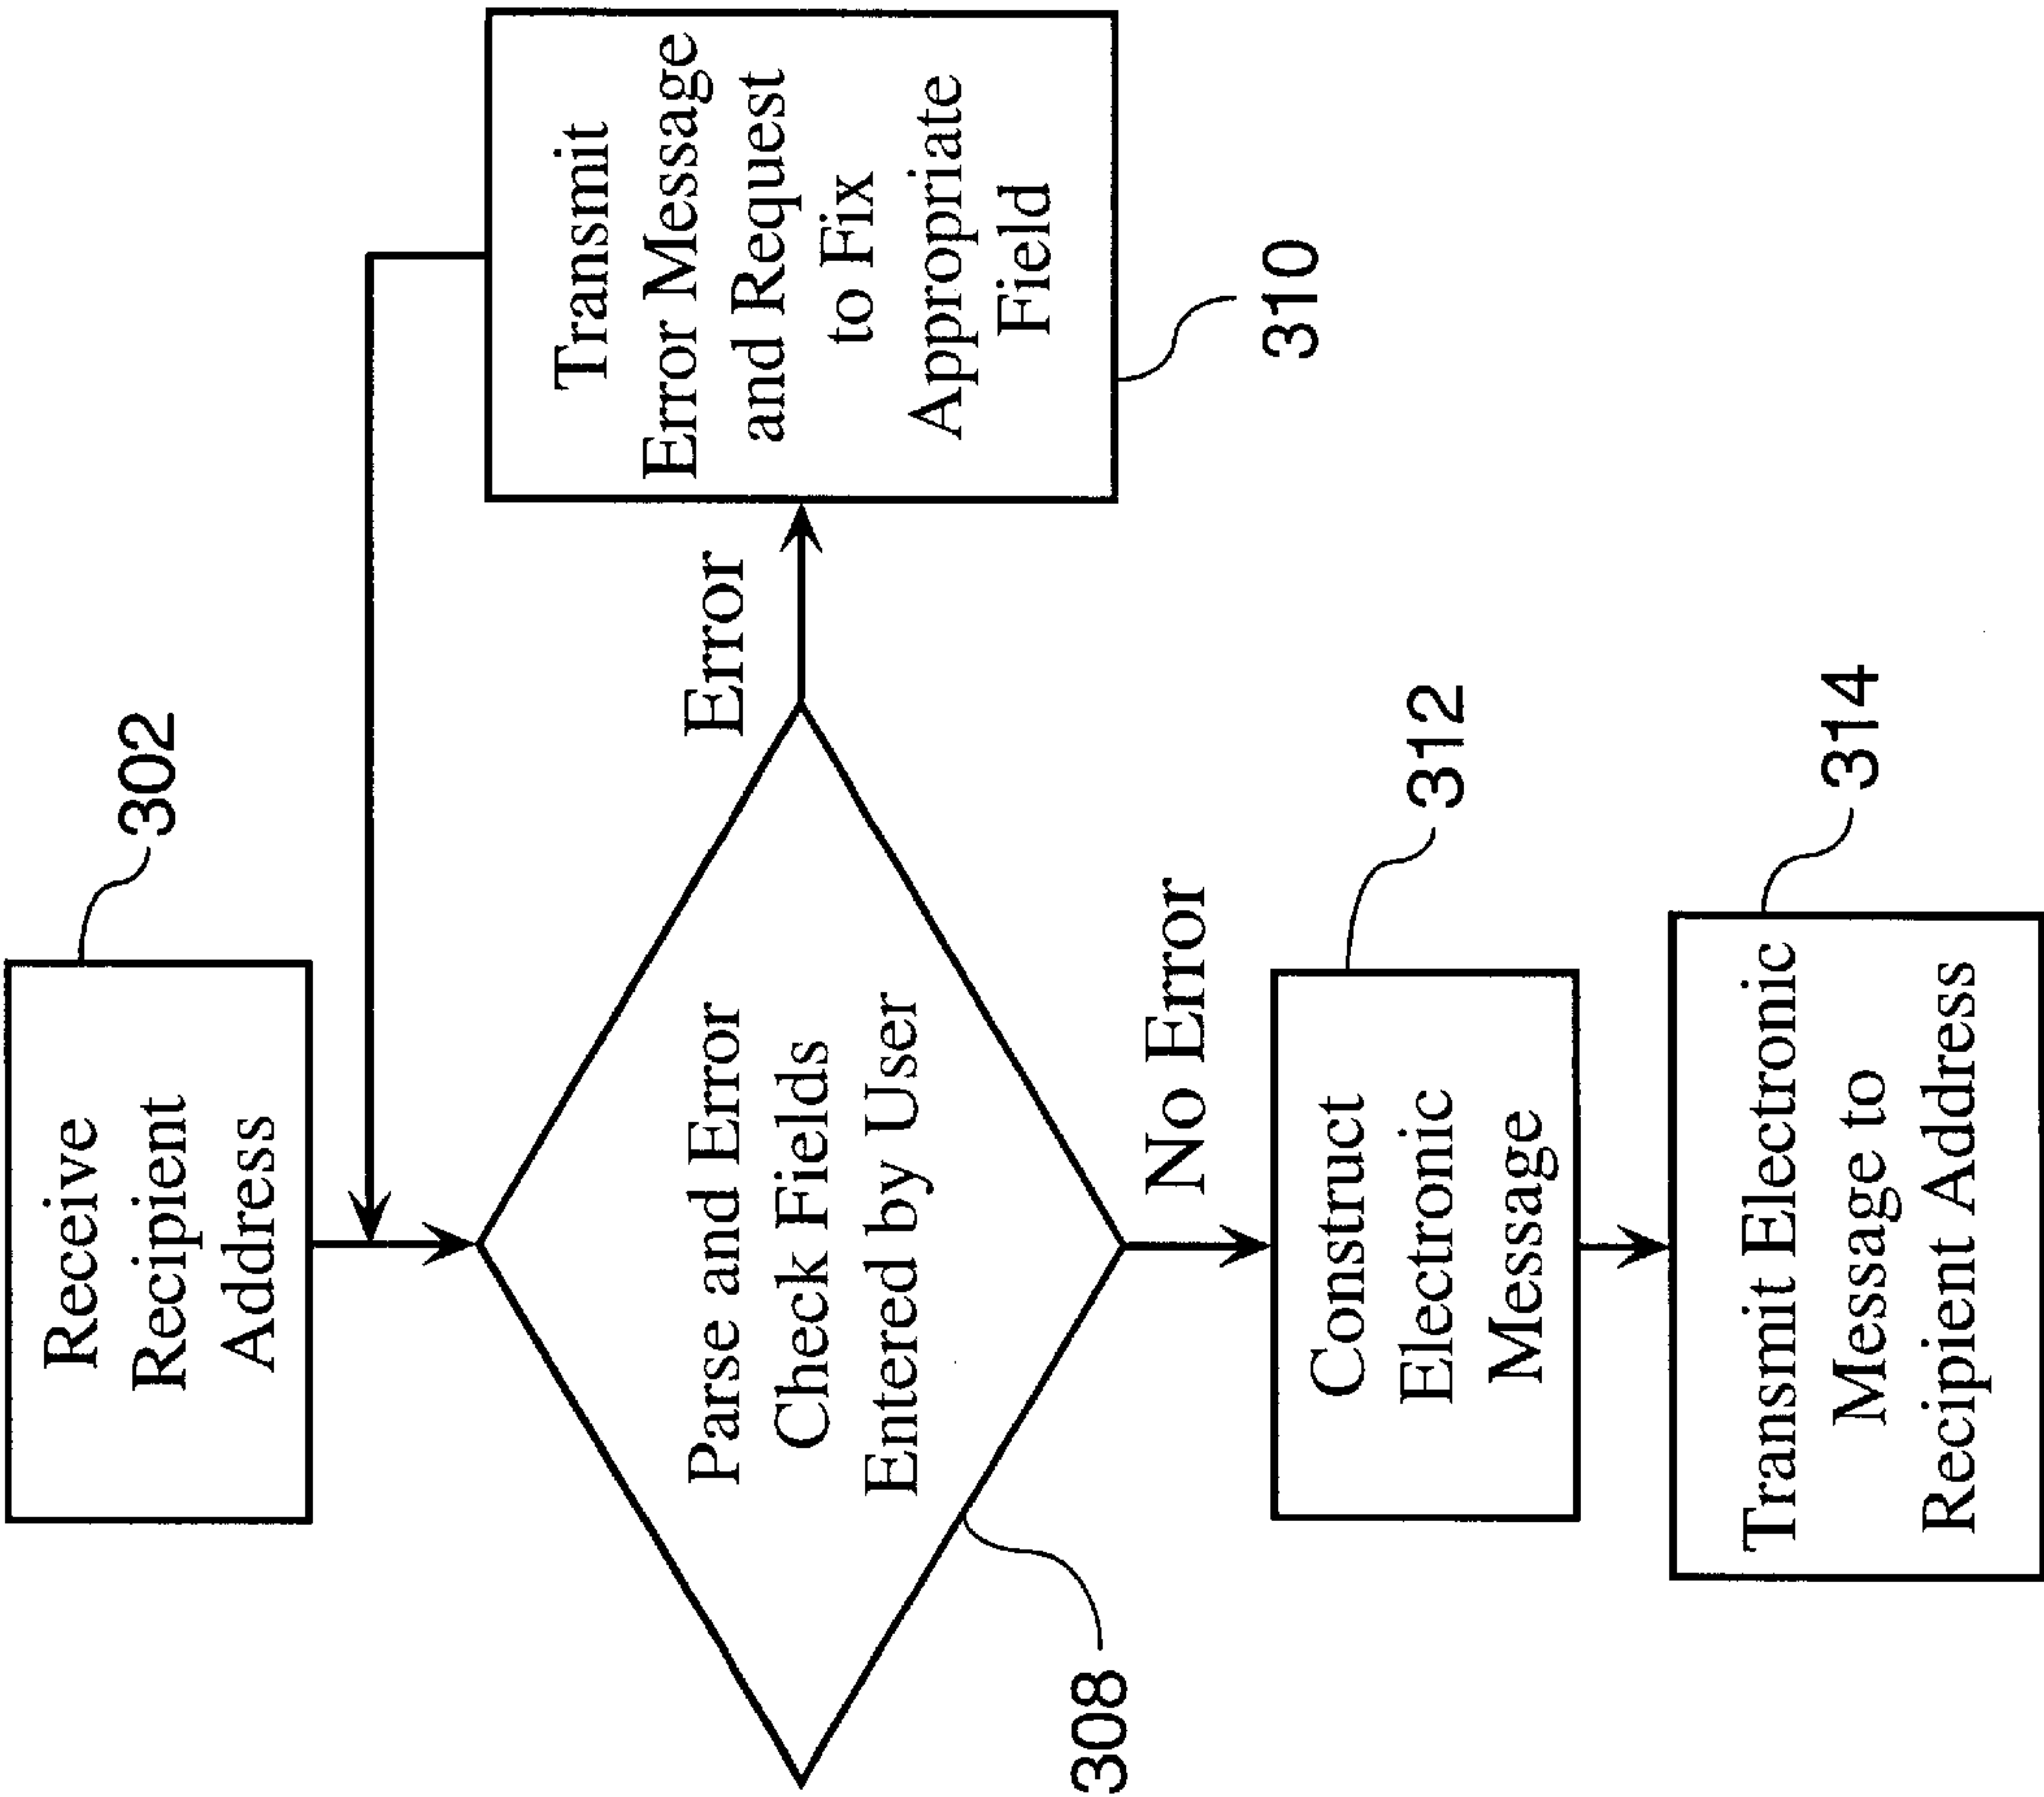 Receive
Recipient
Address
302
Parse and Error
Check Fields
Entered by User
308
Error
Transmit
Error Message
and Request
to Fix
Appropriate
Field
310
No Error
Construct
Electronic
Message
312
Transmit Electronic
Message to
Recipient Address
314